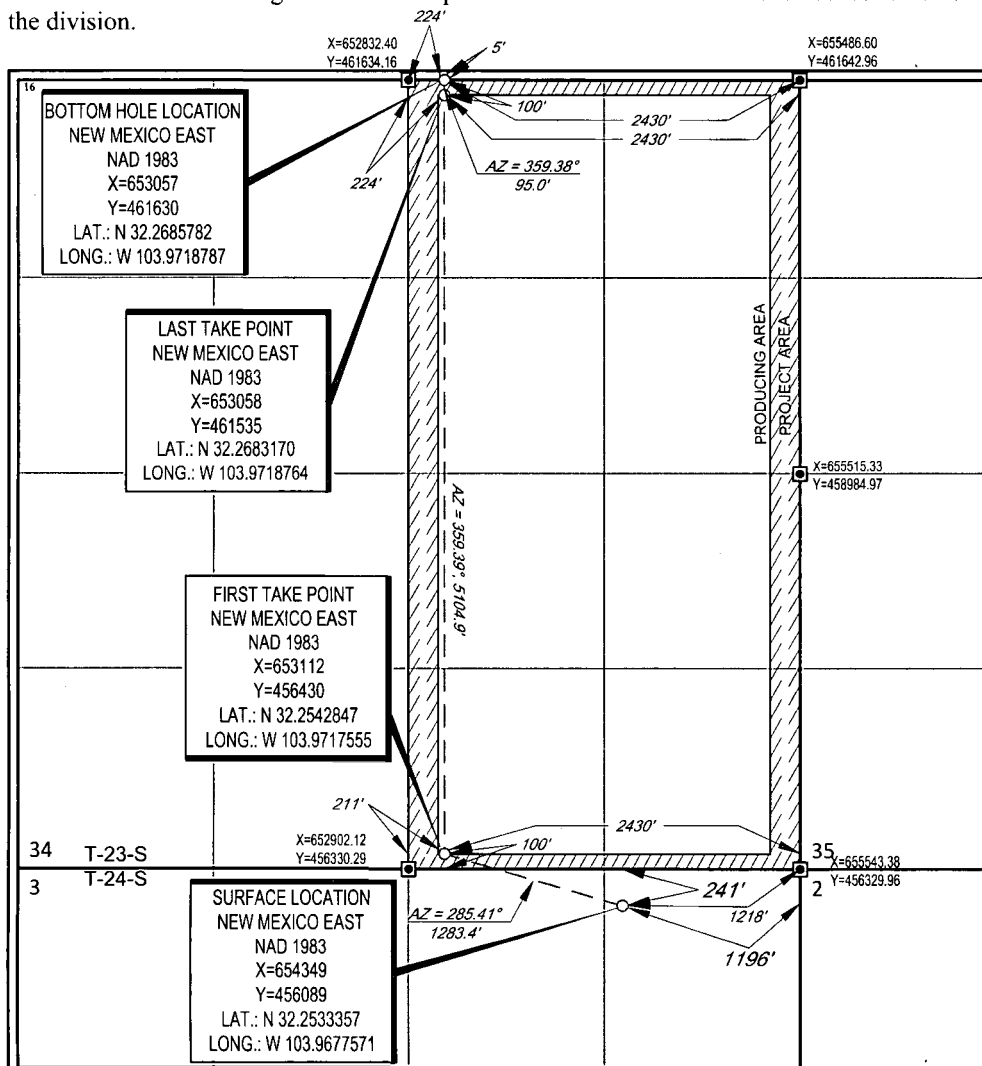 the division.
224'
X=652832.40
Y=461634.16
5'
X=655486.60
Y=461642.96
16
BOTTOM HOLE LOCATION
NEW MEXICO EAST
NAD 1983
X=653057
Y=461630
LAT.: N 32.2685782
LONG.: W 103.9718787
100'
2430'
2430'
224'
AZ = 359.38°
95.0'
LAST TAKE POINT
NEW MEXICO EAST
NAD 1983
X=653058
Y=461535
LAT.: N 32.2683170
LONG.: W 103.9718764
PRODUCING AREA
PROJECT AREA
X=655515.33
Y=458984.97
AZ = 359.39°, 5104.9'
FIRST TAKE POINT
NEW MEXICO EAST
NAD 1983
X=653112
Y=456430
LAT.: N 32.2542847
LONG.: W 103.9717555
211'
X=652902.12
Y=456330.29
100'
2430'
34 T-23-S
35
3 T-24-S
2
X=655543.38
Y=456329.96
241'
1218'
1196'
AZ = 285.41°
1283.4'
SURFACE LOCATION
NEW MEXICO EAST
NAD 1983
X=654349
Y=456089
LAT.: N 32.2533357
LONG.: W 103.9677571